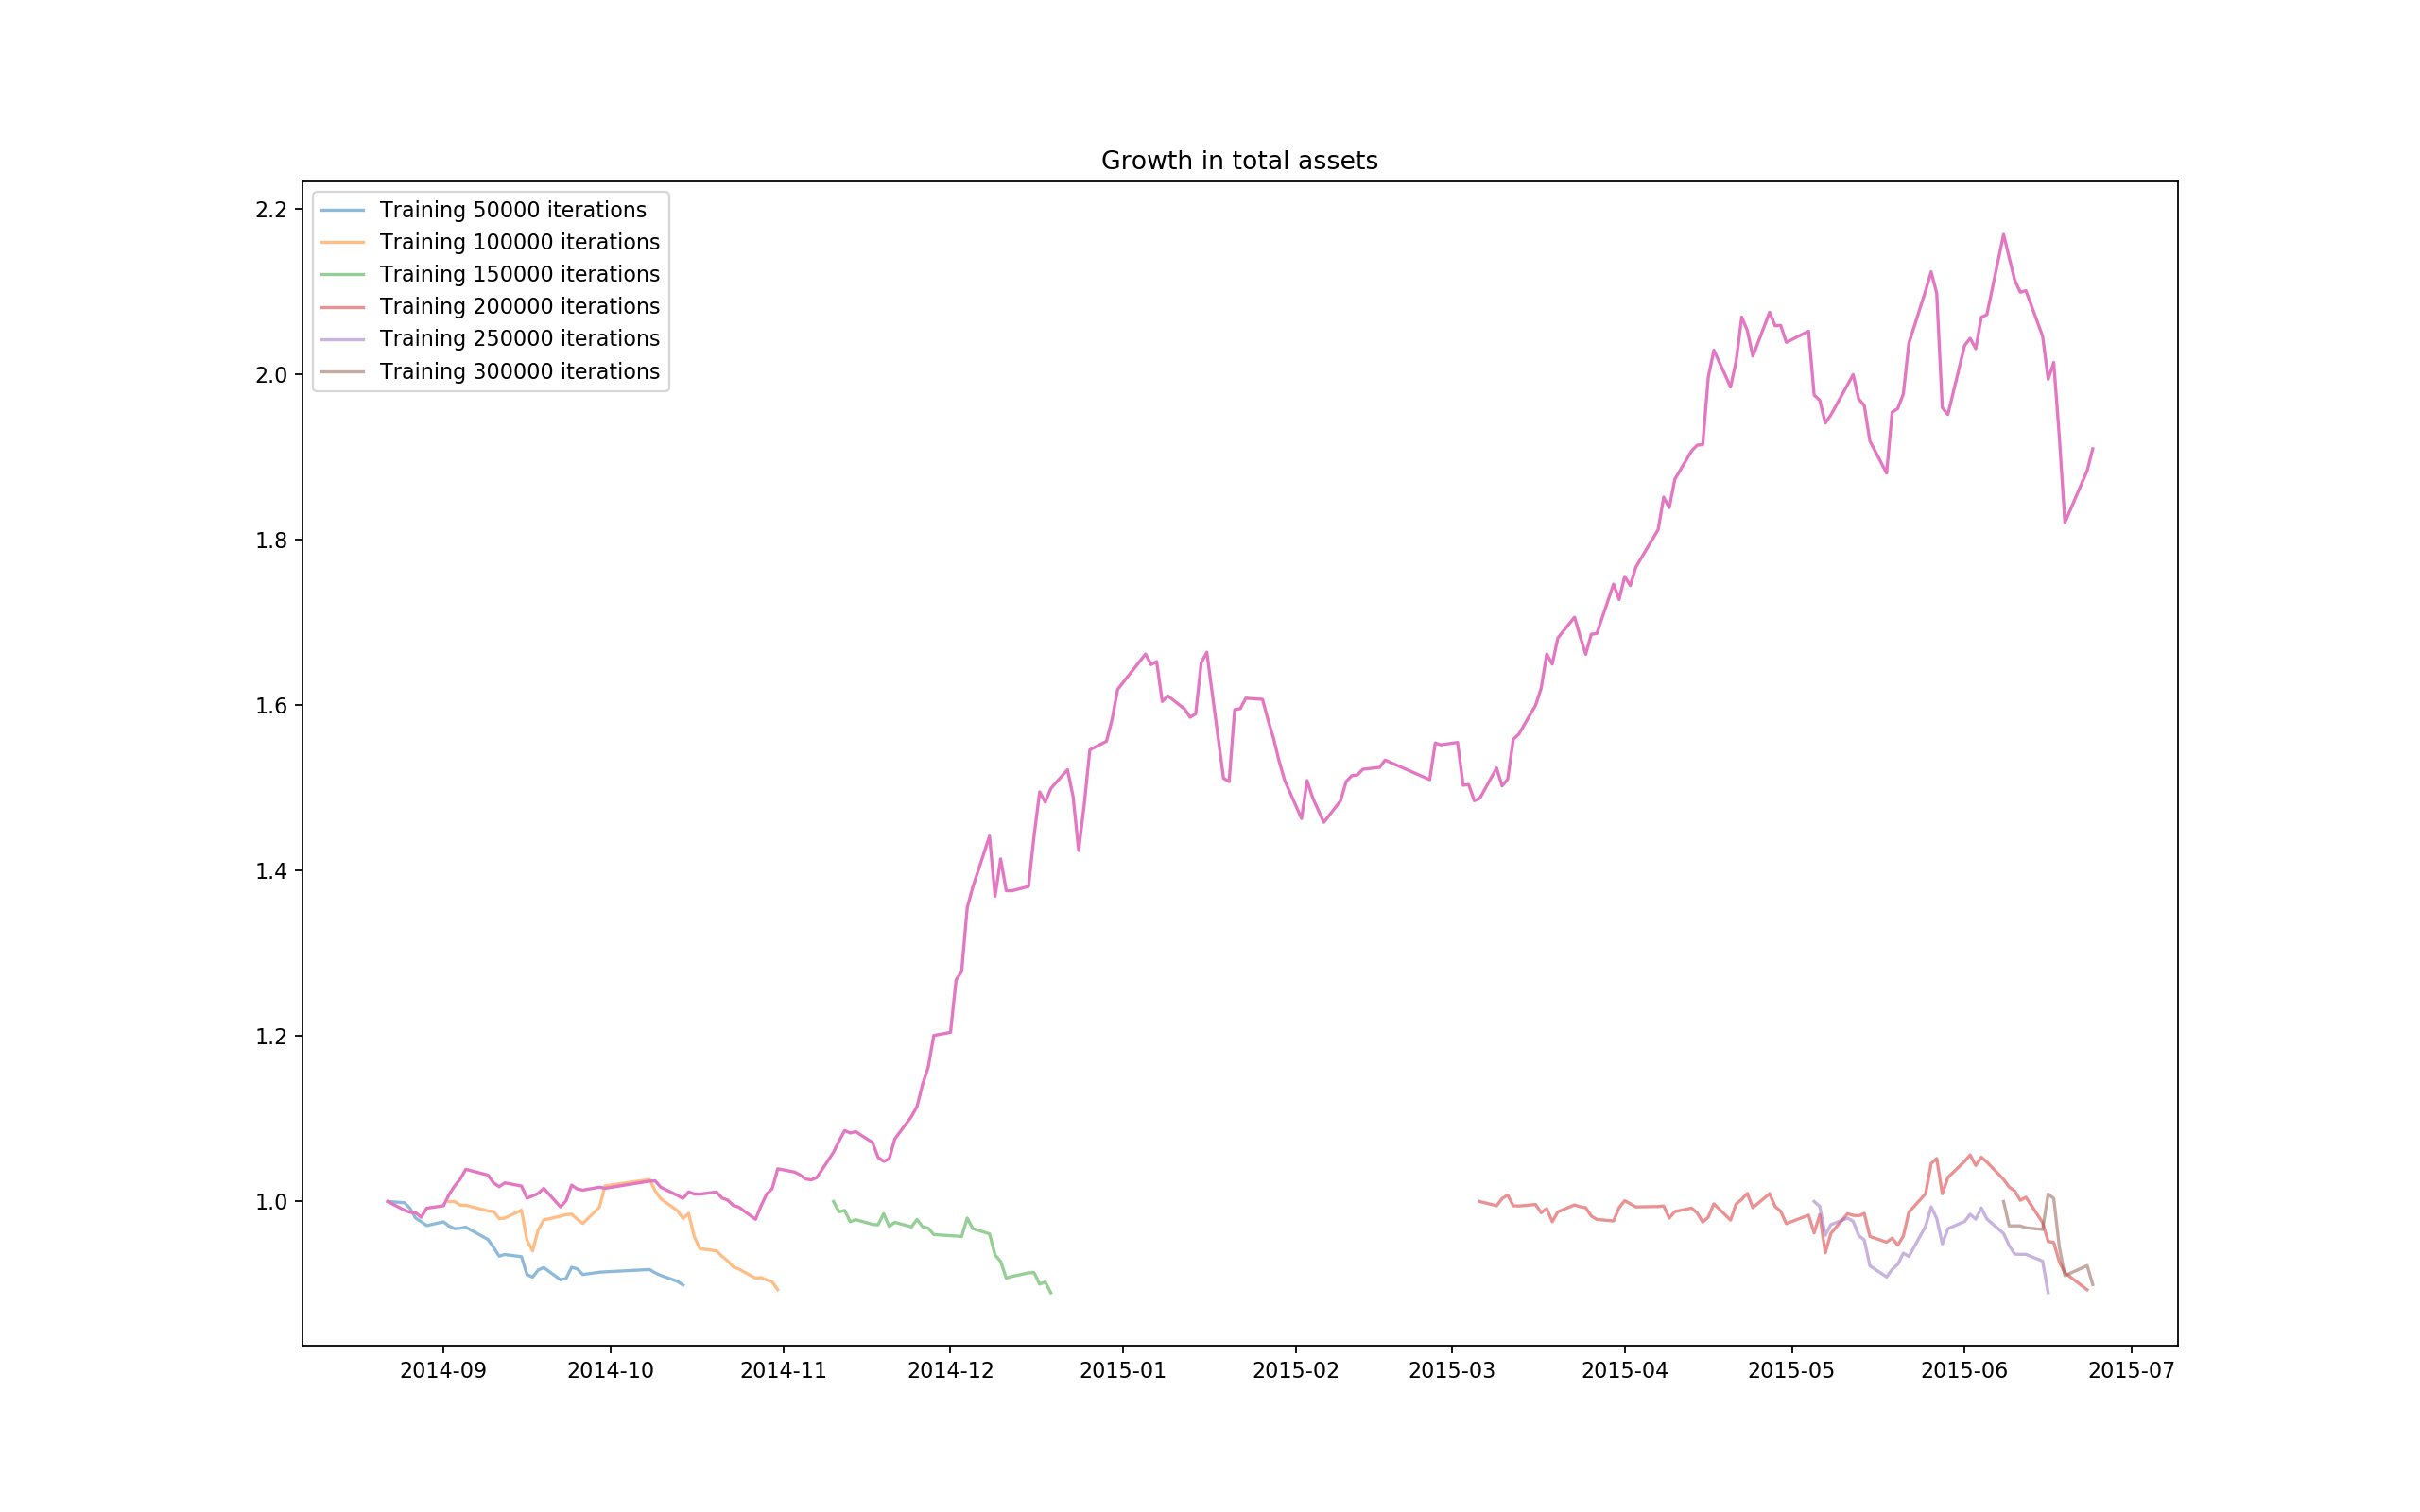 Growth in total assets
2.2
2.0
1.8
1.6
1.4
1.2
1.0
Training 50000 iterations
Training 100000 iterations
Training 150000 iterations
Training 200000 iterations
Training 250000 iterations
Training 300000 iterations
2014-09 2014-10 2014-11 2014-12 2015-01 2015-02 2015-03 2015-04 2015-05 2015-06 2015-07